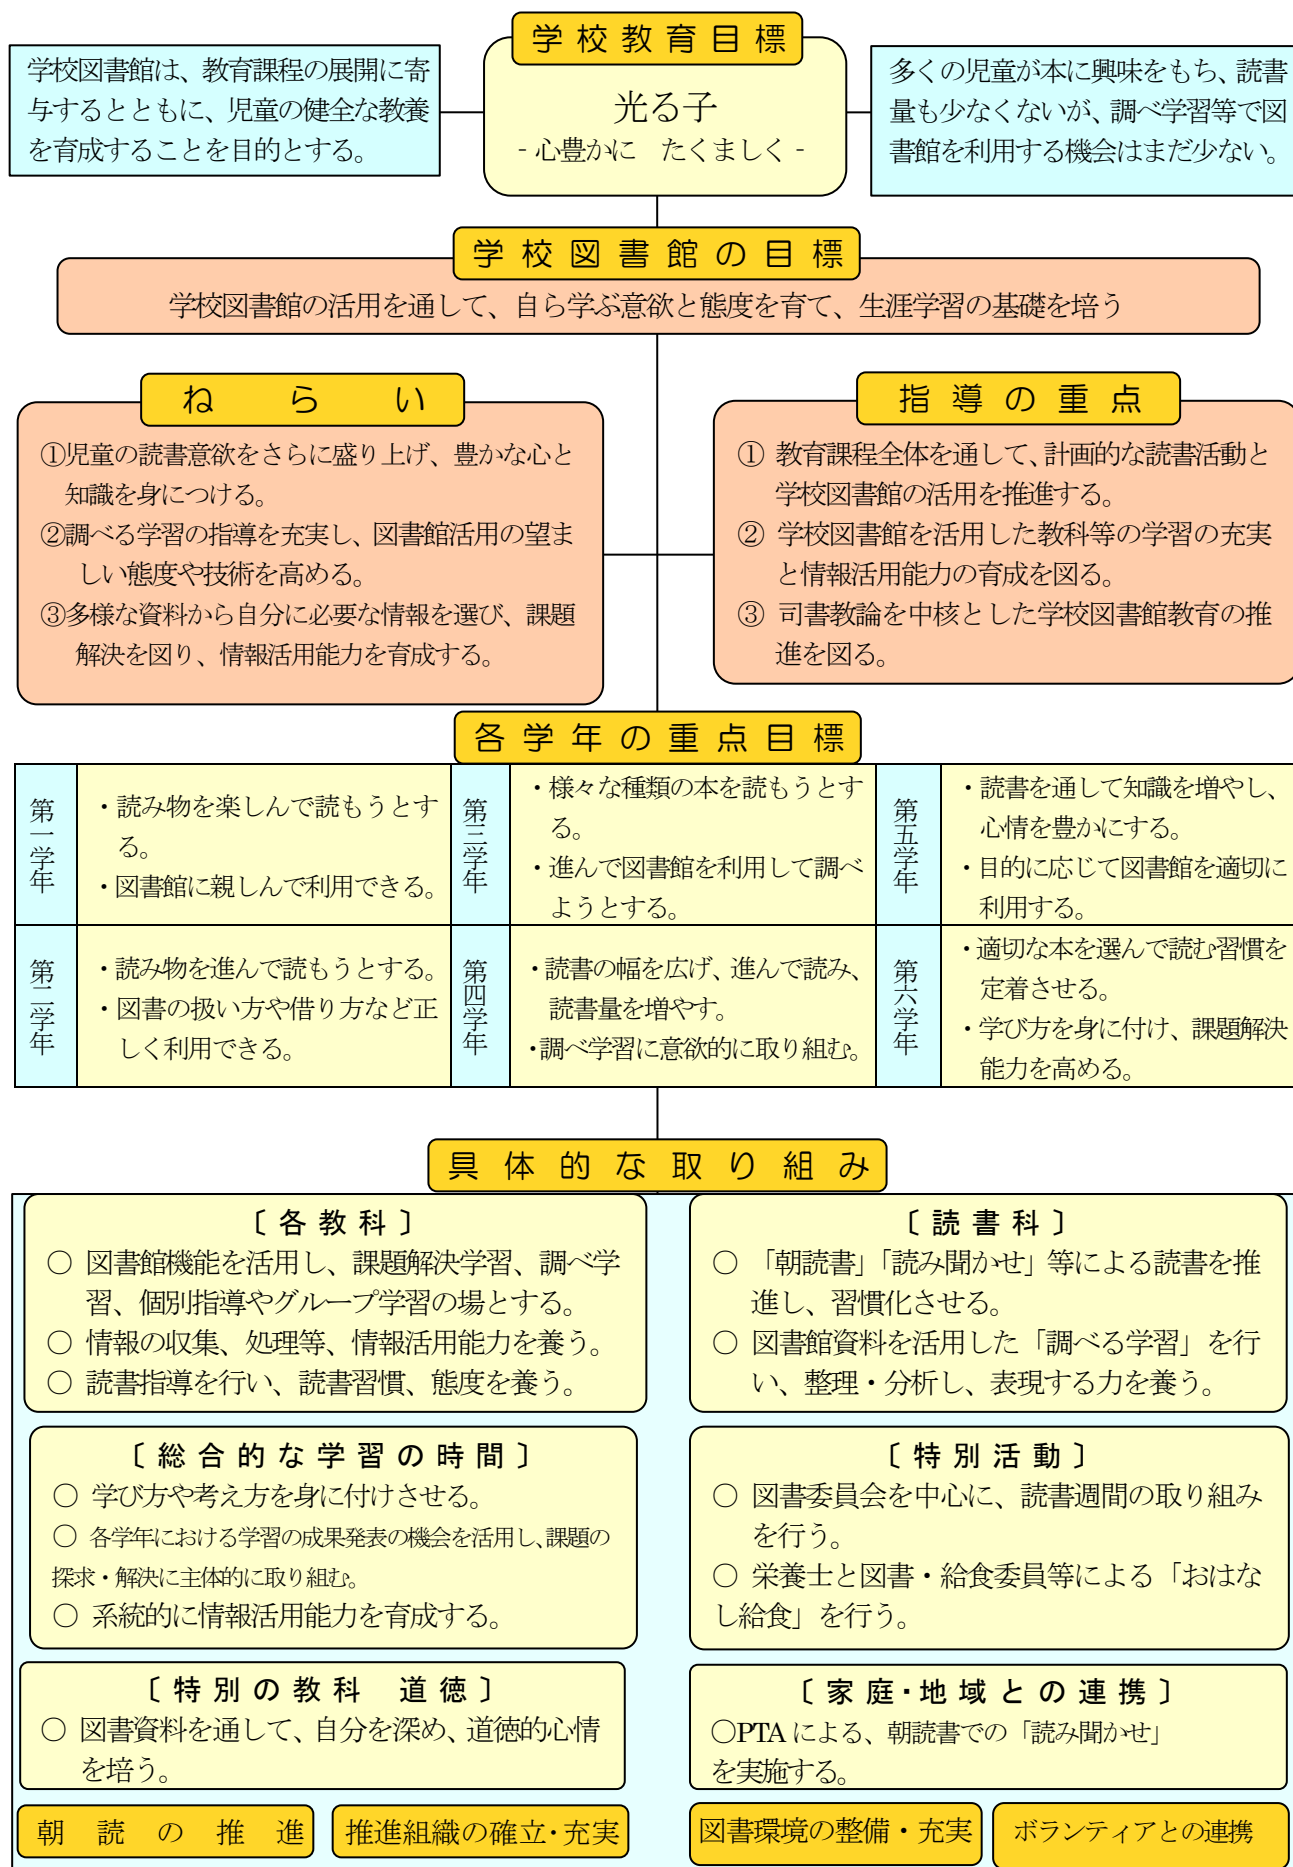 学校教育目標
学校図書館は、教育課程の展開に寄
与するとともに、児童の健全な教養
を育成することを目的とする。
光る子
- 心豊かに　たくましく -
多くの児童が本に興味をもち、読書
量も少なくないが、調べ学習等で図
書館を利用する機会はまだ少ない。
学校図書館の目標
学校図書館の活用を通して、自ら学ぶ意欲と態度を育て、生涯学習の基礎を培う
ねらい
①児童の読書意欲をさらに盛り上げ、豊かな心と
知識を身につける。
②調べる学習の指導を充実し、図書館活用の望ま
しい態度や技術を高める。
③多様な資料から自分に必要な情報を選び、課題
解決を図り、情報活用能力を育成する。
指導の重点
① 教育課程全体を通して、計画的な読書活動と
学校図書館の活用を推進する。
② 学校図書館を活用した教科等の学習の充実
と情報活用能力の育成を図る。
③ 司書教諭を中核とした学校図書館教育の推
進を図る。
各学年の重点目標
第一学年
・読み物を楽しんで読もうとす
る。
・図書館に親しんで利用できる。
第三学年
・様々な種類の本を読もうとす
る。
・進んで図書館を利用して調べ
ようとする。
第五学年
・読書を通して知識を増やし、
心情を豊かにする。
・目的に応じて図書館を適切に
利用する。
第二学年
・読み物を進んで読もうとする。
・図書の扱い方や借り方など正
しく利用できる。
第四学年
・読書の幅を広げ、進んで読み、
読書量を増やす。
・調べ学習に意欲的に取り組む。
第六学年
・適切な本を選んで読む習慣を
定着させる。
・学び方を身に付け、課題解決
能力を高める。
具体的な取り組み
〔各教科〕
○ 図書館機能を活用し、課題解決学習、調べ学
習、個別指導やグループ学習の場とする。
○ 情報の収集、処理等、情報活用能力を養う。
○ 読書指導を行い、読書習慣、態度を養う。
〔読書科〕
○ 「朝読書」「読み聞かせ」等による読書を推
進し、習慣化させる。
○ 図書館資料を活用した「調べる学習」を行
い、整理・分析し、表現する力を養う。
〔総合的な学習の時間〕
○ 学び方や考え方を身に付けさせる。
○ 各学年における学習の成果発表の機会を活用し、課題の
探求・解決に主体的に取り組む。
○ 系統的に情報活用能力を育成する。
〔特別活動〕
○ 図書委員会を中心に、読書週間の取り組み
を行う。
○ 栄養士と図書・給食委員等による「おはな
し給食」を行う。
〔特別の教科　道徳〕
○ 図書資料を通して、自分を深め、道徳的心情
を培う。
〔家庭・地域との連携〕
○PTA による、朝読書での「読み聞かせ」
を実施する。
朝読の推進
推進組織の確立・充実
図書環境の整備・充実
ボランティアとの連携